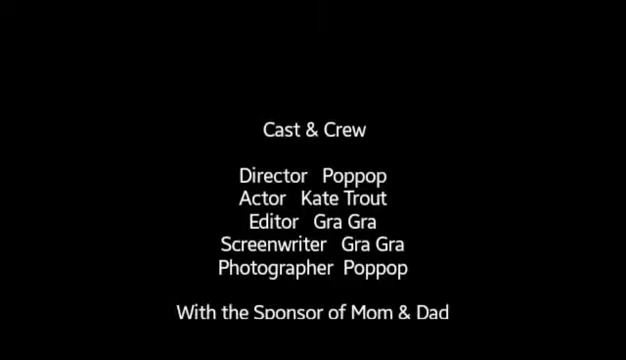 Cast & Crew
Director Poppop
Actor Kate Trout
Editor Gra Gra
Screenwriter Gra Gra
Photographer Poppop
With the Sponsor of Mom & Dad